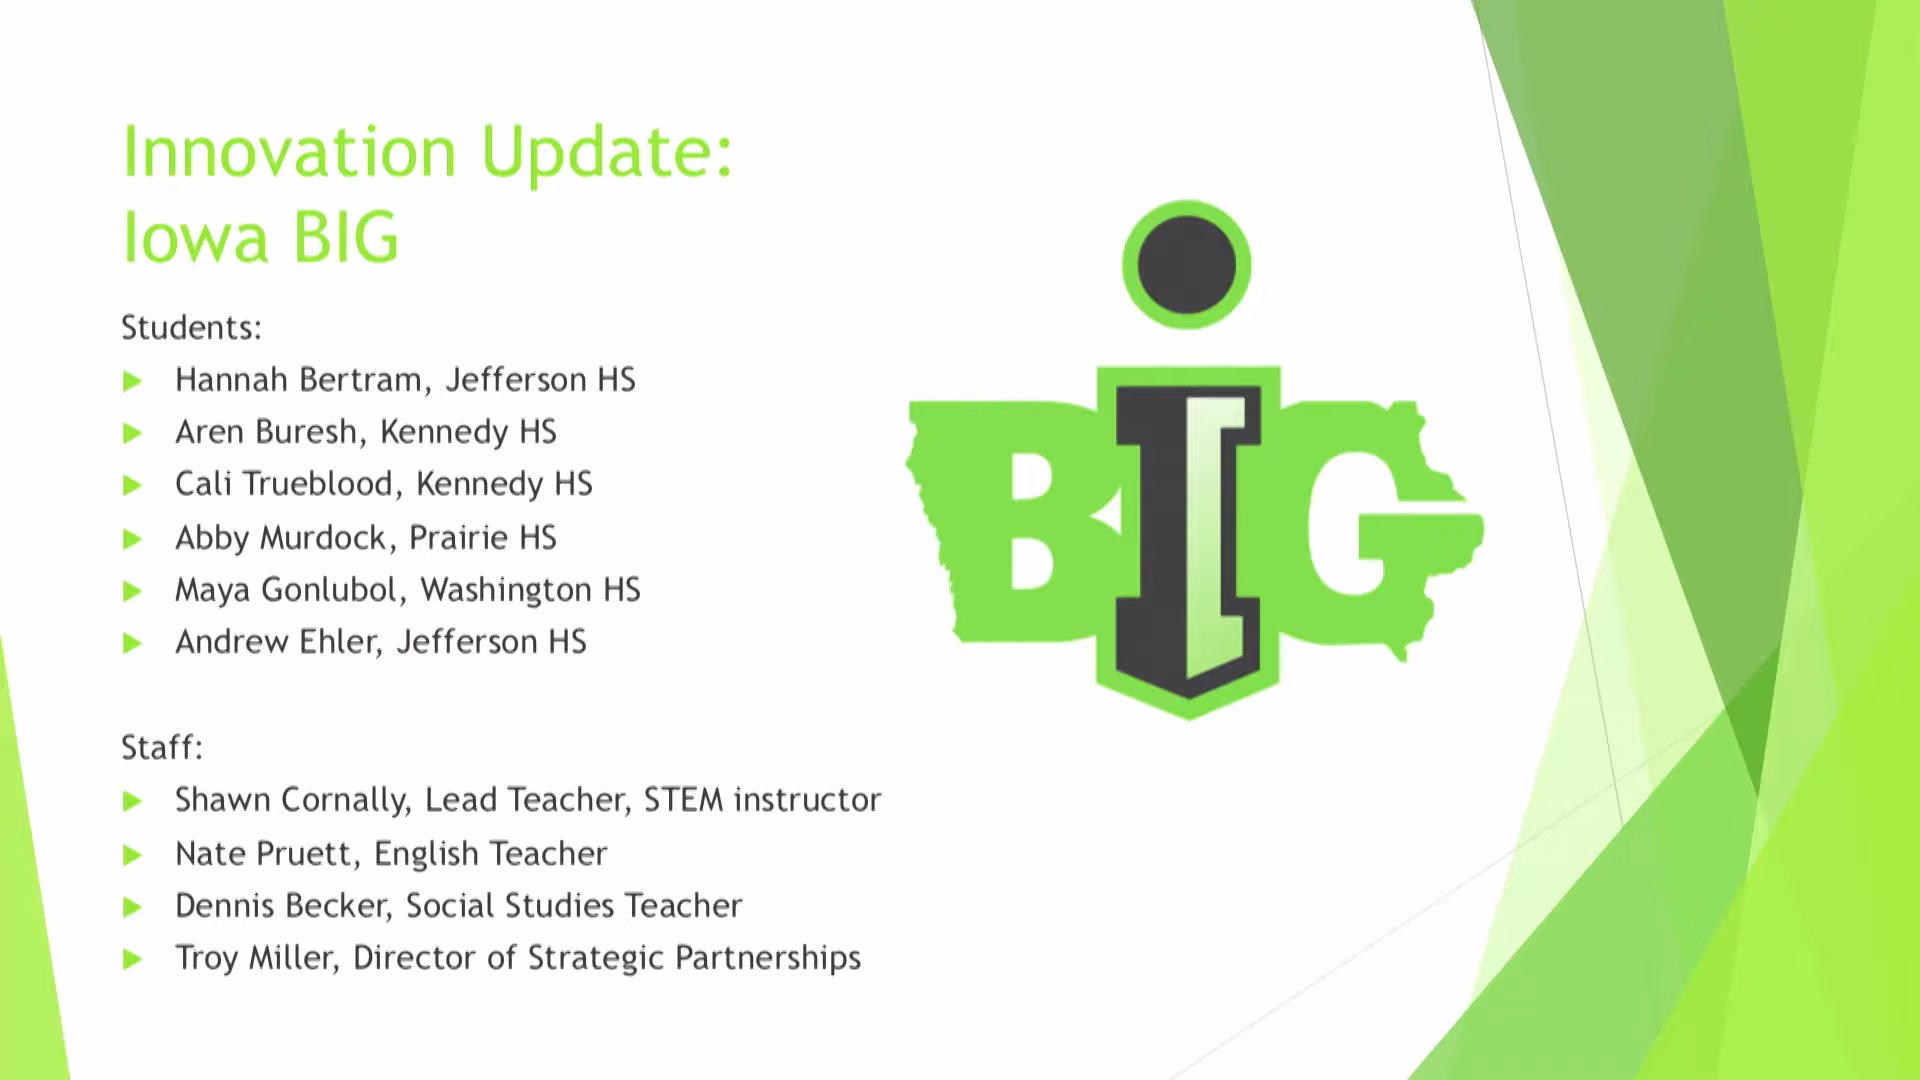 Innovation Update:
Iowa BIG
Students:
Hannah Bertram, Jefferson HS
Aren Buresh, Kennedy HS
Cali Trueblood, Kennedy HS
Abby Murdock, Prairie HS
Maya Gonlubol, Washington HS
Andrew Ehler, Jefferson HS
Staff:
Shawn Cornally, Lead Teacher, STEM instructor
Nate Pruett, English Teacher
Dennis Becker, Social Studies Teacher
Troy Miller, Director of Strategic Partnerships
BIG